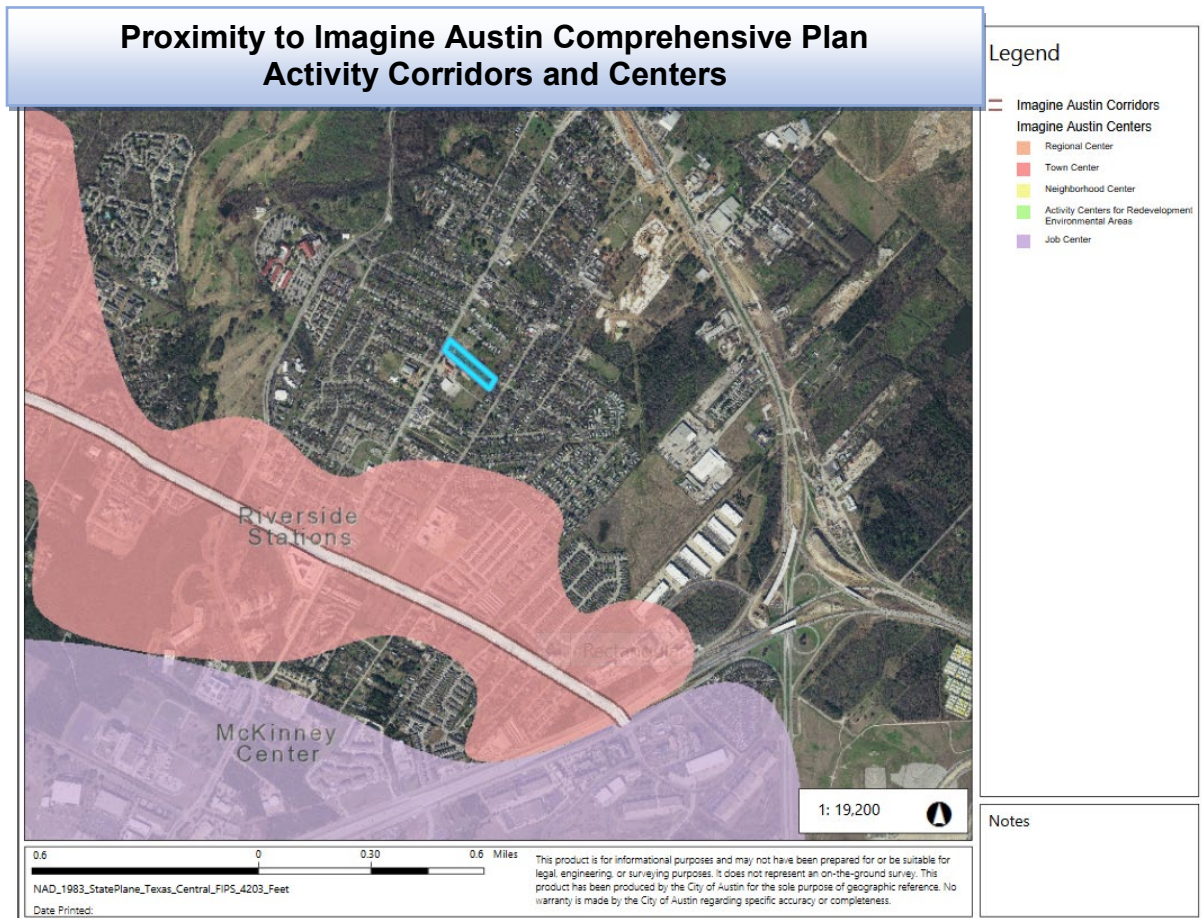 Proximity to Imagine Austin Comprehensive Plan
Activity Corridors and Centers
Legend
Imagine Austin Corridors
Imagine Austin Centers
Regional Center
Town Center
Neighborhood Center
Activity Centers for Redevelopment
Environmental Areas
Job Center
Riverside
Stations
Rectangular
McKinney
Center
1: 19,200
Notes
0.6
0
0.30
0.6 Miles
NAD_1983_StatePlane_Texas_Central_FIPS_4203_Feet
Date Printed:
This product is for informational purposes and may not have been prepared for or be suitable for
legal, engineering, or surveying purposes. It does not represent an on-the-ground survey. This
product has been produced by the City of Austin for the sole purpose of geographic reference. No
warranty is made by the City of Austin regarding specific accuracy or completeness.